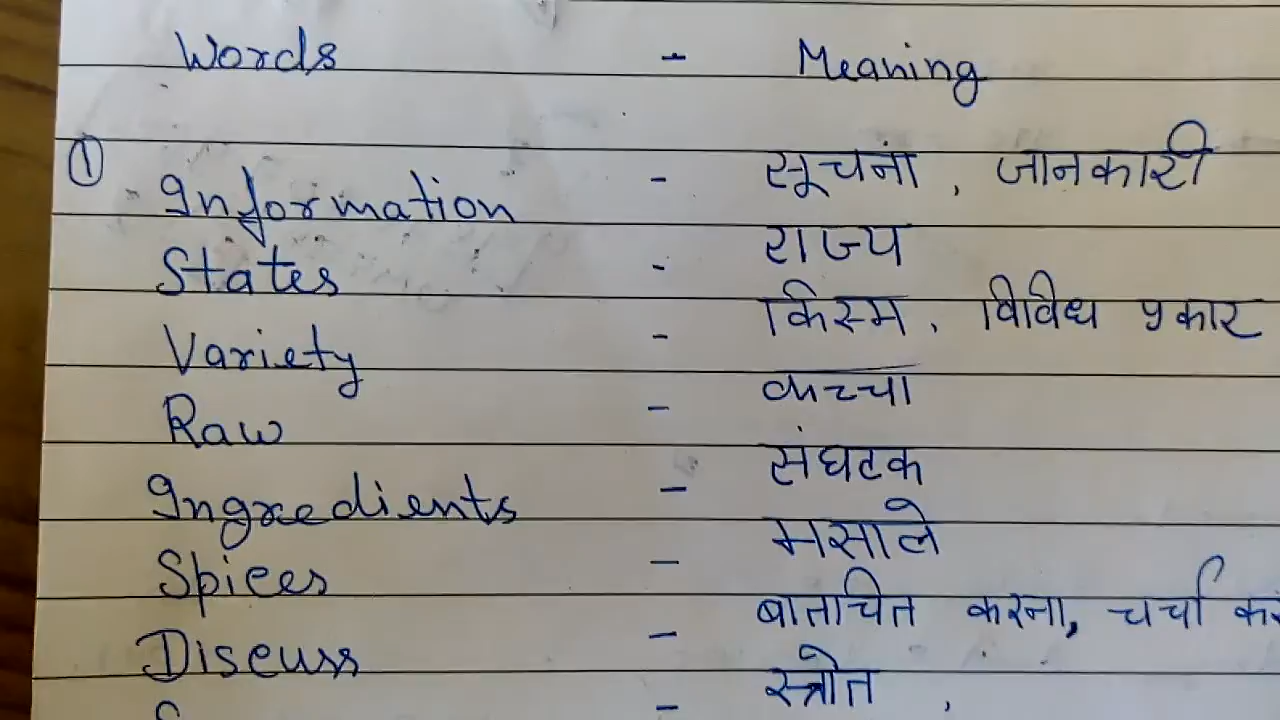 Words - Meaning
① Information - सूचनां, जानकारी
States - राज्य
Variety - किस्म, विविध प्रकार
Raw - कच्चा
Ingredients - संघटक
Spices - मसाले
Discuss - बातचित करना, चर्चा
- स्त्रोत,